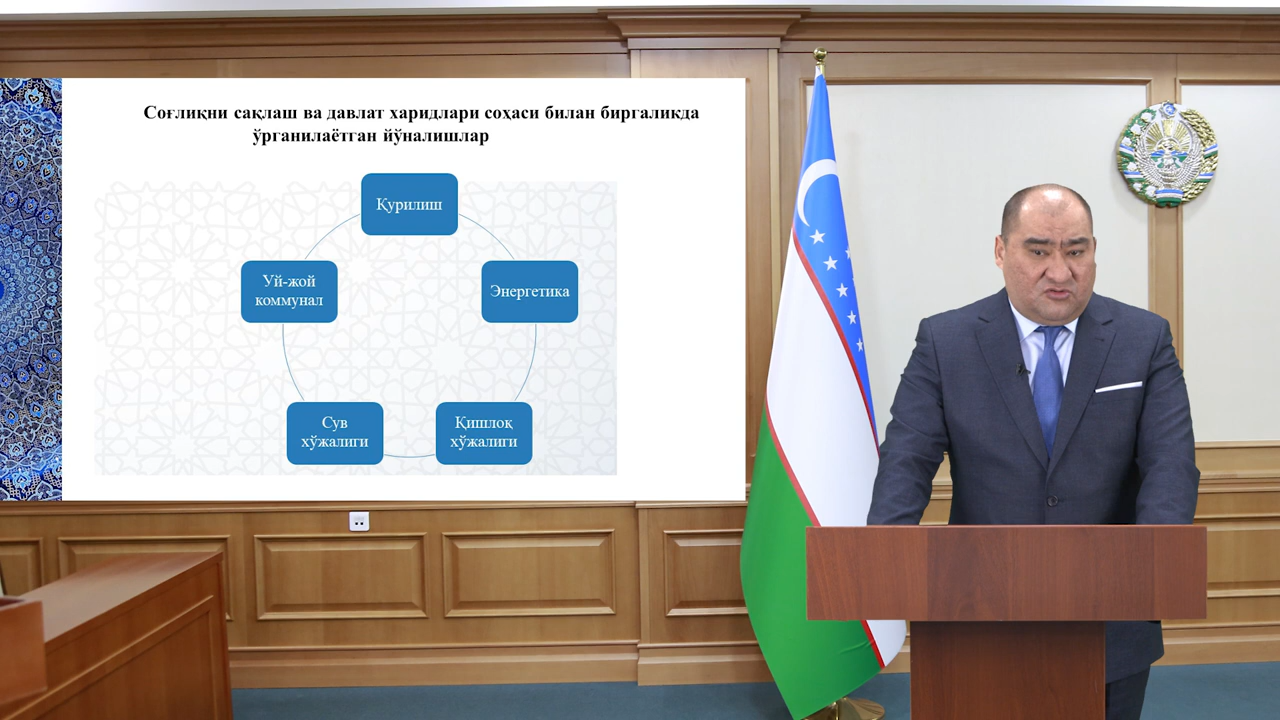 Соғлиқни сақлаш ва давлат харидлари соҳаси билан биргаликда
ўрганилаётган йўналишлар
Қурилиш
Уй-жой
коммунал
Энергетика
Сув
хўжалиги
Қишлоқ
хўжалиги